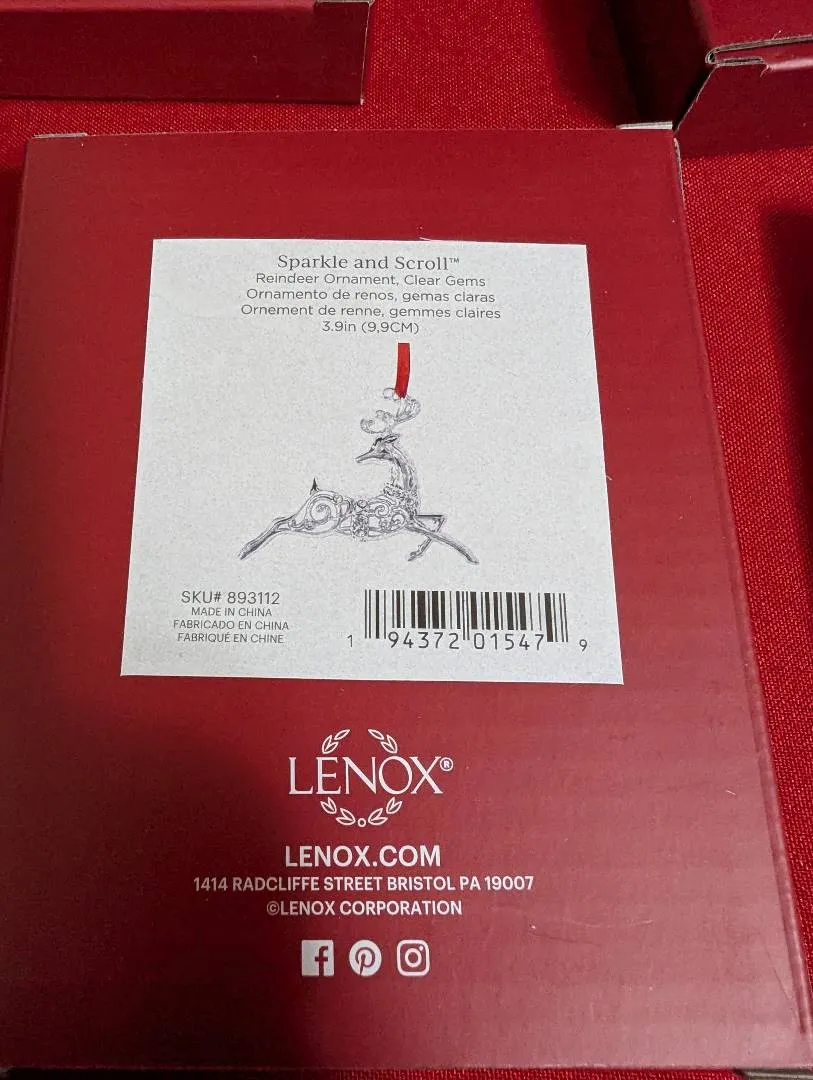 Sparkle and Scroll™
Reindeer Ornament, Clear Gems
Ornamento de renos, gemas claras
Ornement de renne, gemmes claires
3.9in (9,9CM)
SKU# 893112
MADE IN CHINA
FABRICADO EN CHINA
FABRIQUÉ EN CHINE
1 94372 01547 9
LENOX®
LENOX.COM
1414 RADCLIFFE STREET BRISTOL PA 19007
©LENOX CORPORATION